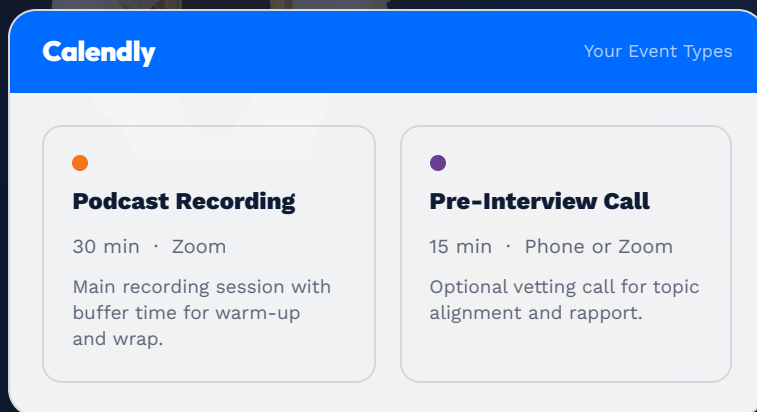 Calendly
Your Event Types
Podcast Recording
30 min · Zoom
Main recording session with
buffer time for warm-up
and wrap.
Pre-Interview Call
15 min · Phone or Zoom
Optional vetting call for topic
alignment and rapport.